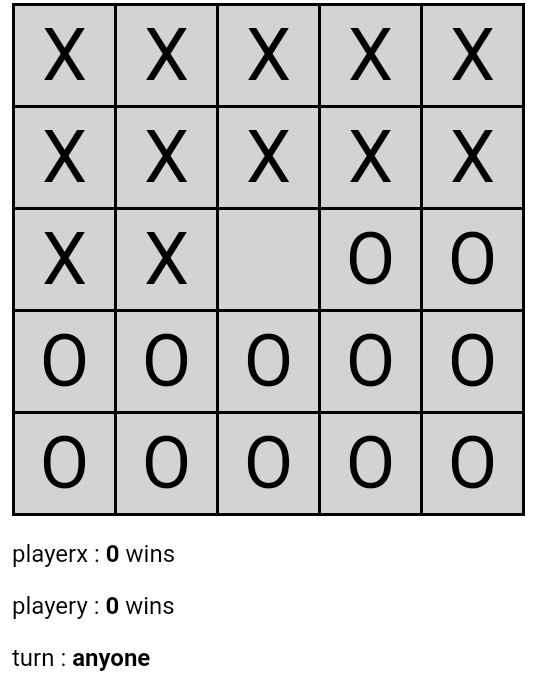 X X X X X
X X X X X
X X O O
O O O O O
O O O O O
playerx : 0 wins
playery : 0 wins
turn : anyone